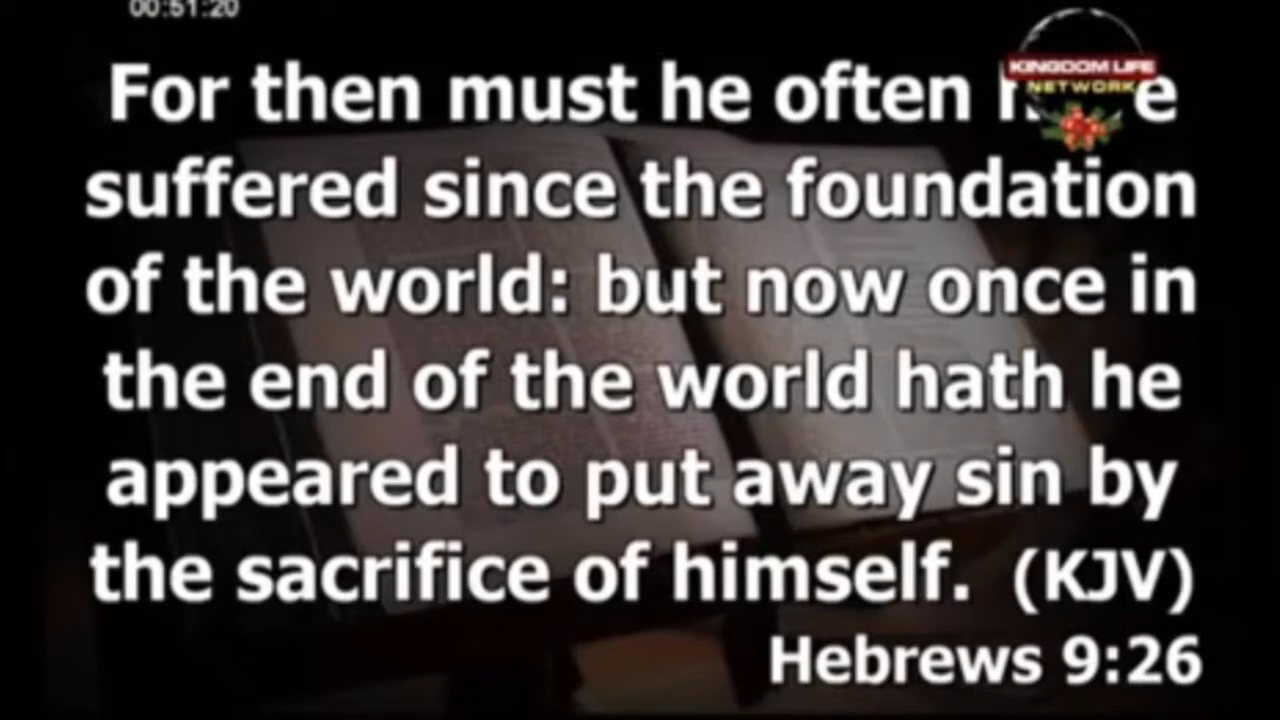 00:51:20
KINGDOM LIFE
NETWORK
For then must he often
suffered since the foundation
of the world: but now once in
the end of the world hath he
appeared to put away sin by
the sacrifice of himself. (KJV)
Hebrews 9:26